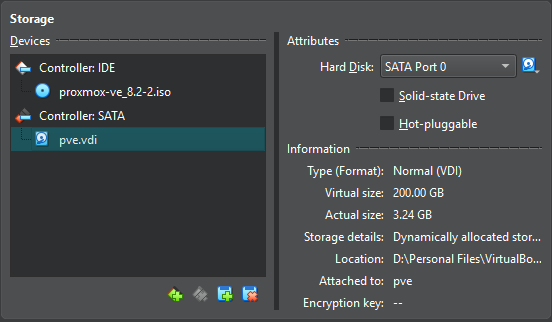 Storage
Devices
Controller: IDE
proxmox-ve_8.2-2.iso
Controller: SATA
pve.vdi
Attributes
Hard Disk: SATA Port 0
Solid-state Drive
Hot-pluggable
Information
Type (Format): Normal (VDI)
Virtual size: 200.00 GB
Actual size: 3.24 GB
Storage details: Dynamically allocated stor...
Location: D:\Personal Files\VirtualBo...
Attached to: pve
Encryption key: --